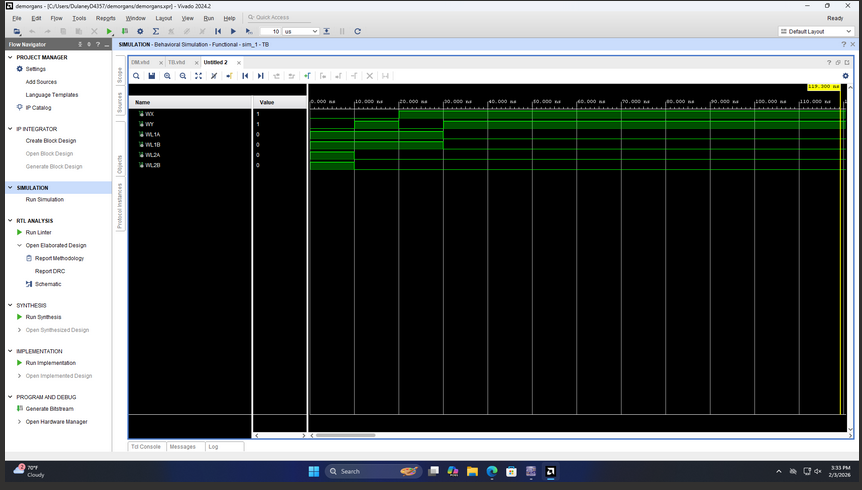 demorgans - [C:/Users/DulaneyD4357/demorgans/demorgans.xpr] - Vivado 2024.2
File Edit Flow Tools Reports Window Layout View Run Help Quick Access
Ready
10 us
Default Layout
Flow Navigator
SIMULATION - Behavioral Simulation - Functional - sim_1 - TB
PROJECT MANAGER
Settings
Add Sources
Language Templates
IP Catalog
IP INTEGRATOR
Create Block Design
Open Block Design
Generate Block Design
SIMULATION
Run Simulation
RTL ANALYSIS
Run Linter
Open Elaborated Design
Report Methodology
Report DRC
Schematic
SYNTHESIS
Run Synthesis
Open Synthesized Design
IMPLEMENTATION
Run Implementation
Open Implemented Design
PROGRAM AND DEBUG
Generate Bitstream
Open Hardware Manager
Scope
Sources
Objects
Protocol Instances
DM.vhd TB.vhd Untitled 2
119.300 ns
Name Value
0.000 ns 10.000 ns 20.000 ns 30.000 ns 40.000 ns 50.000 ns 60.000 ns 70.000 ns 80.000 ns 90.000 ns 100.000 ns 110.000 ns
WX 1
WY 1
WL1A 0
WL1B 0
WL2A 0
WL2B 0
Tcl Console Messages Log
70°F
Cloudy
Search
3:33 PM
2/3/2026